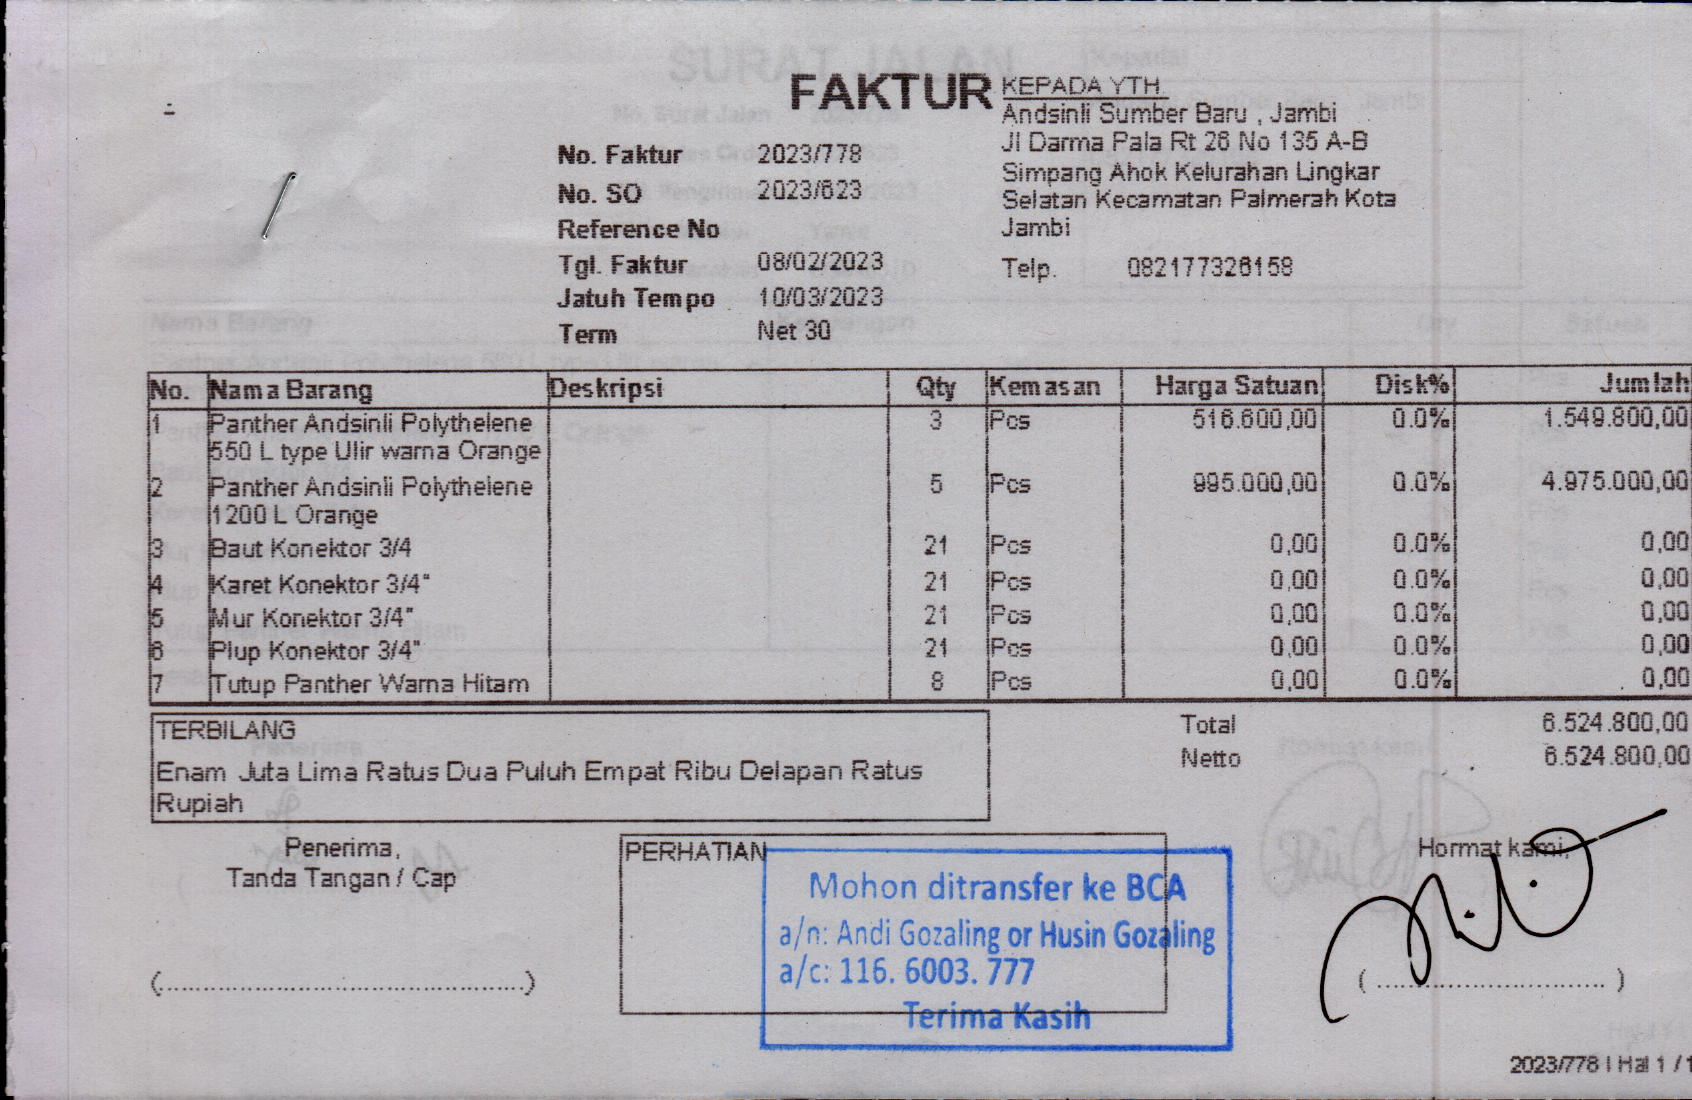 FAKTUR
KEPADA YTH.
Andsinli Sumber Baru , Jambi
Jl Darma Pala Rt 26 No 135 A-B
Simpang Ahok Kelurahan Lingkar
Selatan Kecamatan Palmerah Kota
Jambi
Telp. 082177326158
No. Faktur 2023/778
No. SO 2023/623
Reference No
Tgl. Faktur 08/02/2023
Jatuh Tempo 10/03/2023
Term Net 30
No. Nama Barang Deskripsi Qty Kemasan Harga Satuan Disk% Jumlah
1 Panther Andsinli Polythelene 3 Pcs 516.600,00 0.0% 1.549.800,00
550 L type Ulir warna Orange
2 Panther Andsinli Polythelene 5 Pcs 995.000,00 0.0% 4.975.000,00
1200 L Orange
3 Baut Konektor 3/4 21 Pcs 0,00 0.0% 0,00
4 Karet Konektor 3/4" 21 Pcs 0,00 0.0% 0,00
5 Mur Konektor 3/4" 21 Pcs 0,00 0.0% 0,00
6 Plup Konektor 3/4" 21 Pcs 0,00 0.0% 0,00
7 Tutup Panther Warna Hitam 8 Pcs 0,00 0.0% 0,00
TERBILANG
Enam Juta Lima Ratus Dua Puluh Empat Ribu Delapan Ratus
Rupiah
Total 6.524.800,00
Netto 6.524.800,00
Penerima,
Tanda Tangan / Cap
(............................................)
PERHATIAN
Mohon ditransfer ke BCA
a/n: Andi Gozaling or Husin Gozaling
a/c: 116. 6003. 777
Terima Kasih
Hormat kami,
( ............................ )
2023/778 | Hal 1 / 1